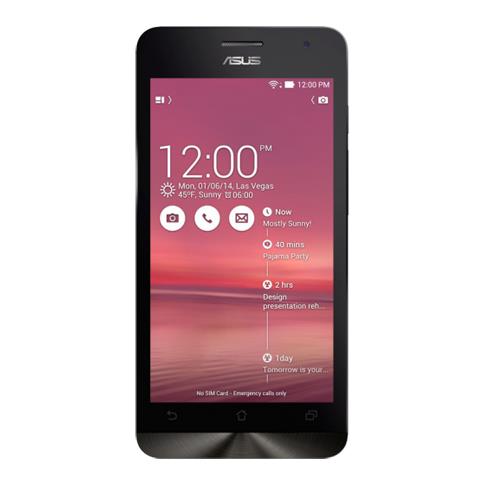 ASUS
12:00 PM
12:00 PM
Mon, 01/06/14, Las Vegas
45ºF, Sunny 06:00
Now
Mostly Sunny!
40 mins
Pajama Party
2 hrs
Design
presentation reh...
1day
Tomorrow is your...
No SIM Card - Emergency calls only